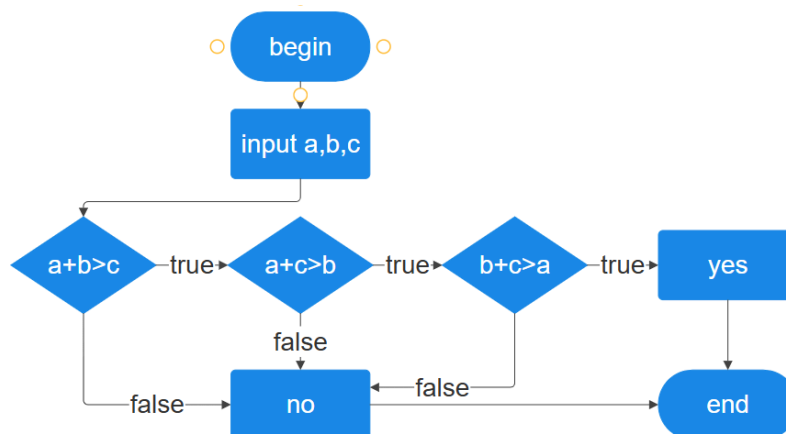 begin
input a,b,c
a+b>c
true
a+c>b
true
b+c>a
true
yes
false
false
false
no
end